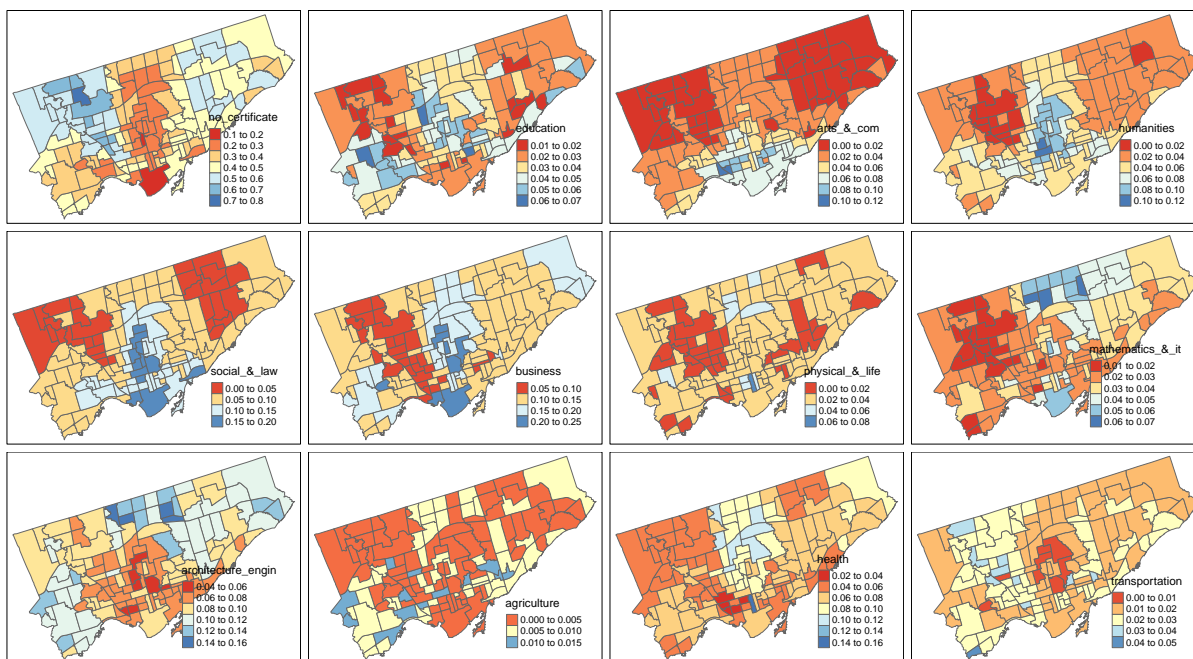 no_certificate
0.1 to 0.2
0.2 to 0.3
0.3 to 0.4
0.4 to 0.5
0.5 to 0.6
0.6 to 0.7
0.7 to 0.8
education
0.01 to 0.02
0.02 to 0.03
0.03 to 0.04
0.04 to 0.05
0.05 to 0.06
0.06 to 0.07
arts_&_com
0.00 to 0.02
0.02 to 0.04
0.04 to 0.06
0.06 to 0.08
0.08 to 0.10
0.10 to 0.12
humanities
0.00 to 0.02
0.02 to 0.04
0.04 to 0.06
0.06 to 0.08
0.08 to 0.10
0.10 to 0.12
social_&_law
0.00 to 0.05
0.05 to 0.10
0.10 to 0.15
0.15 to 0.20
business
0.05 to 0.10
0.10 to 0.15
0.15 to 0.20
0.20 to 0.25
physical_&_life
0.00 to 0.02
0.02 to 0.04
0.04 to 0.06
0.06 to 0.08
mathematics_&_it
0.01 to 0.02
0.02 to 0.03
0.03 to 0.04
0.04 to 0.05
0.05 to 0.06
0.06 to 0.07
architecture_engin
0.04 to 0.06
0.06 to 0.08
0.08 to 0.10
0.10 to 0.12
0.12 to 0.14
0.14 to 0.16
agriculture
0.000 to 0.005
0.005 to 0.010
0.010 to 0.015
health
0.02 to 0.04
0.04 to 0.06
0.06 to 0.08
0.08 to 0.10
0.10 to 0.12
0.12 to 0.14
0.14 to 0.16
transportation
0.00 to 0.01
0.01 to 0.02
0.02 to 0.03
0.03 to 0.04
0.04 to 0.05